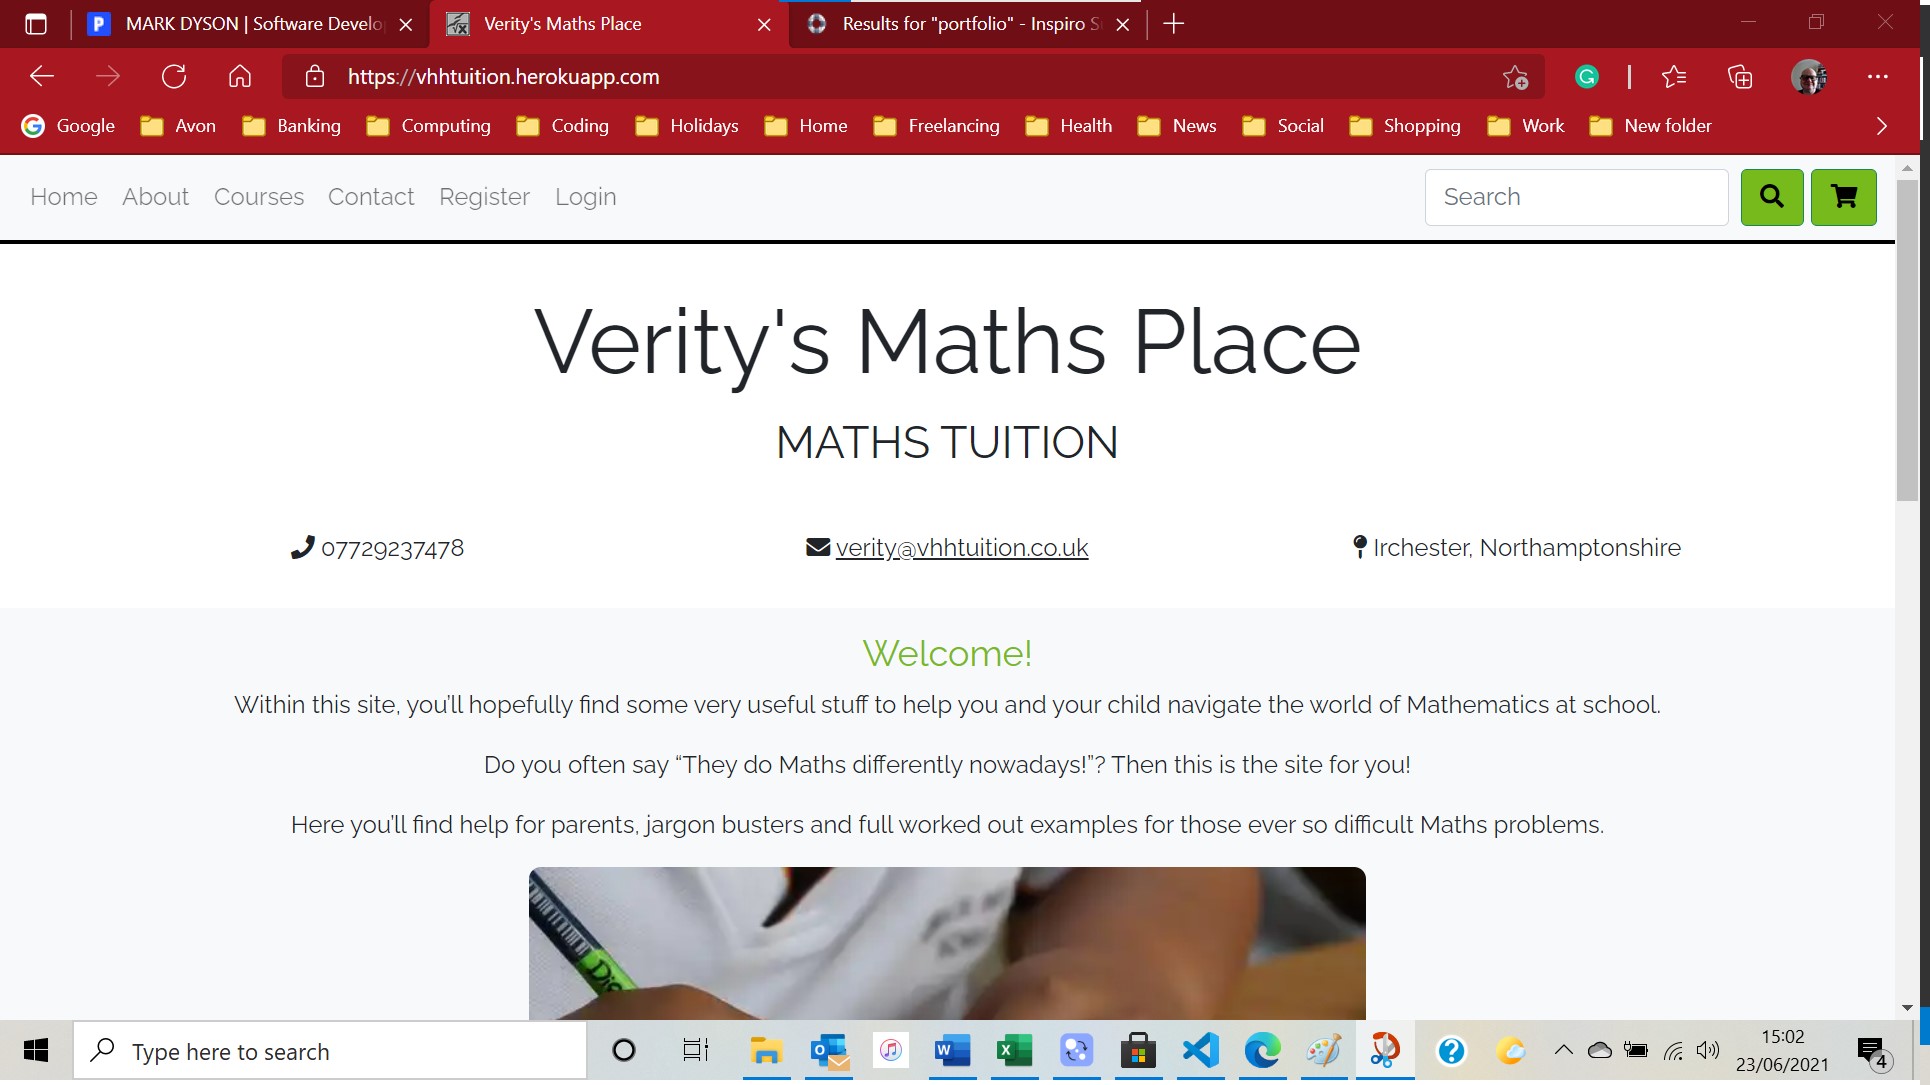 MARK DYSON | Software Develo
Verity's Maths Place
Results for "portfolio" - Inspiro S
https://vhhtuition.herokuapp.com
Google Avon Banking Computing Coding Holidays Home Freelancing Health News Social Shopping Work New folder
Home About Courses Contact Register Login Search
Verity's Maths Place
MATHS TUITION
07729237478 verity@vhhtuition.co.uk Irchester, Northamptonshire
Welcome!
Within this site, you’ll hopefully find some very useful stuff to help you and your child navigate the world of Mathematics at school.
Do you often say “They do Maths differently nowadays!”? Then this is the site for you!
Here you’ll find help for parents, jargon busters and full worked out examples for those ever so difficult Maths problems.
Type here to search
15:02
23/06/2021
4